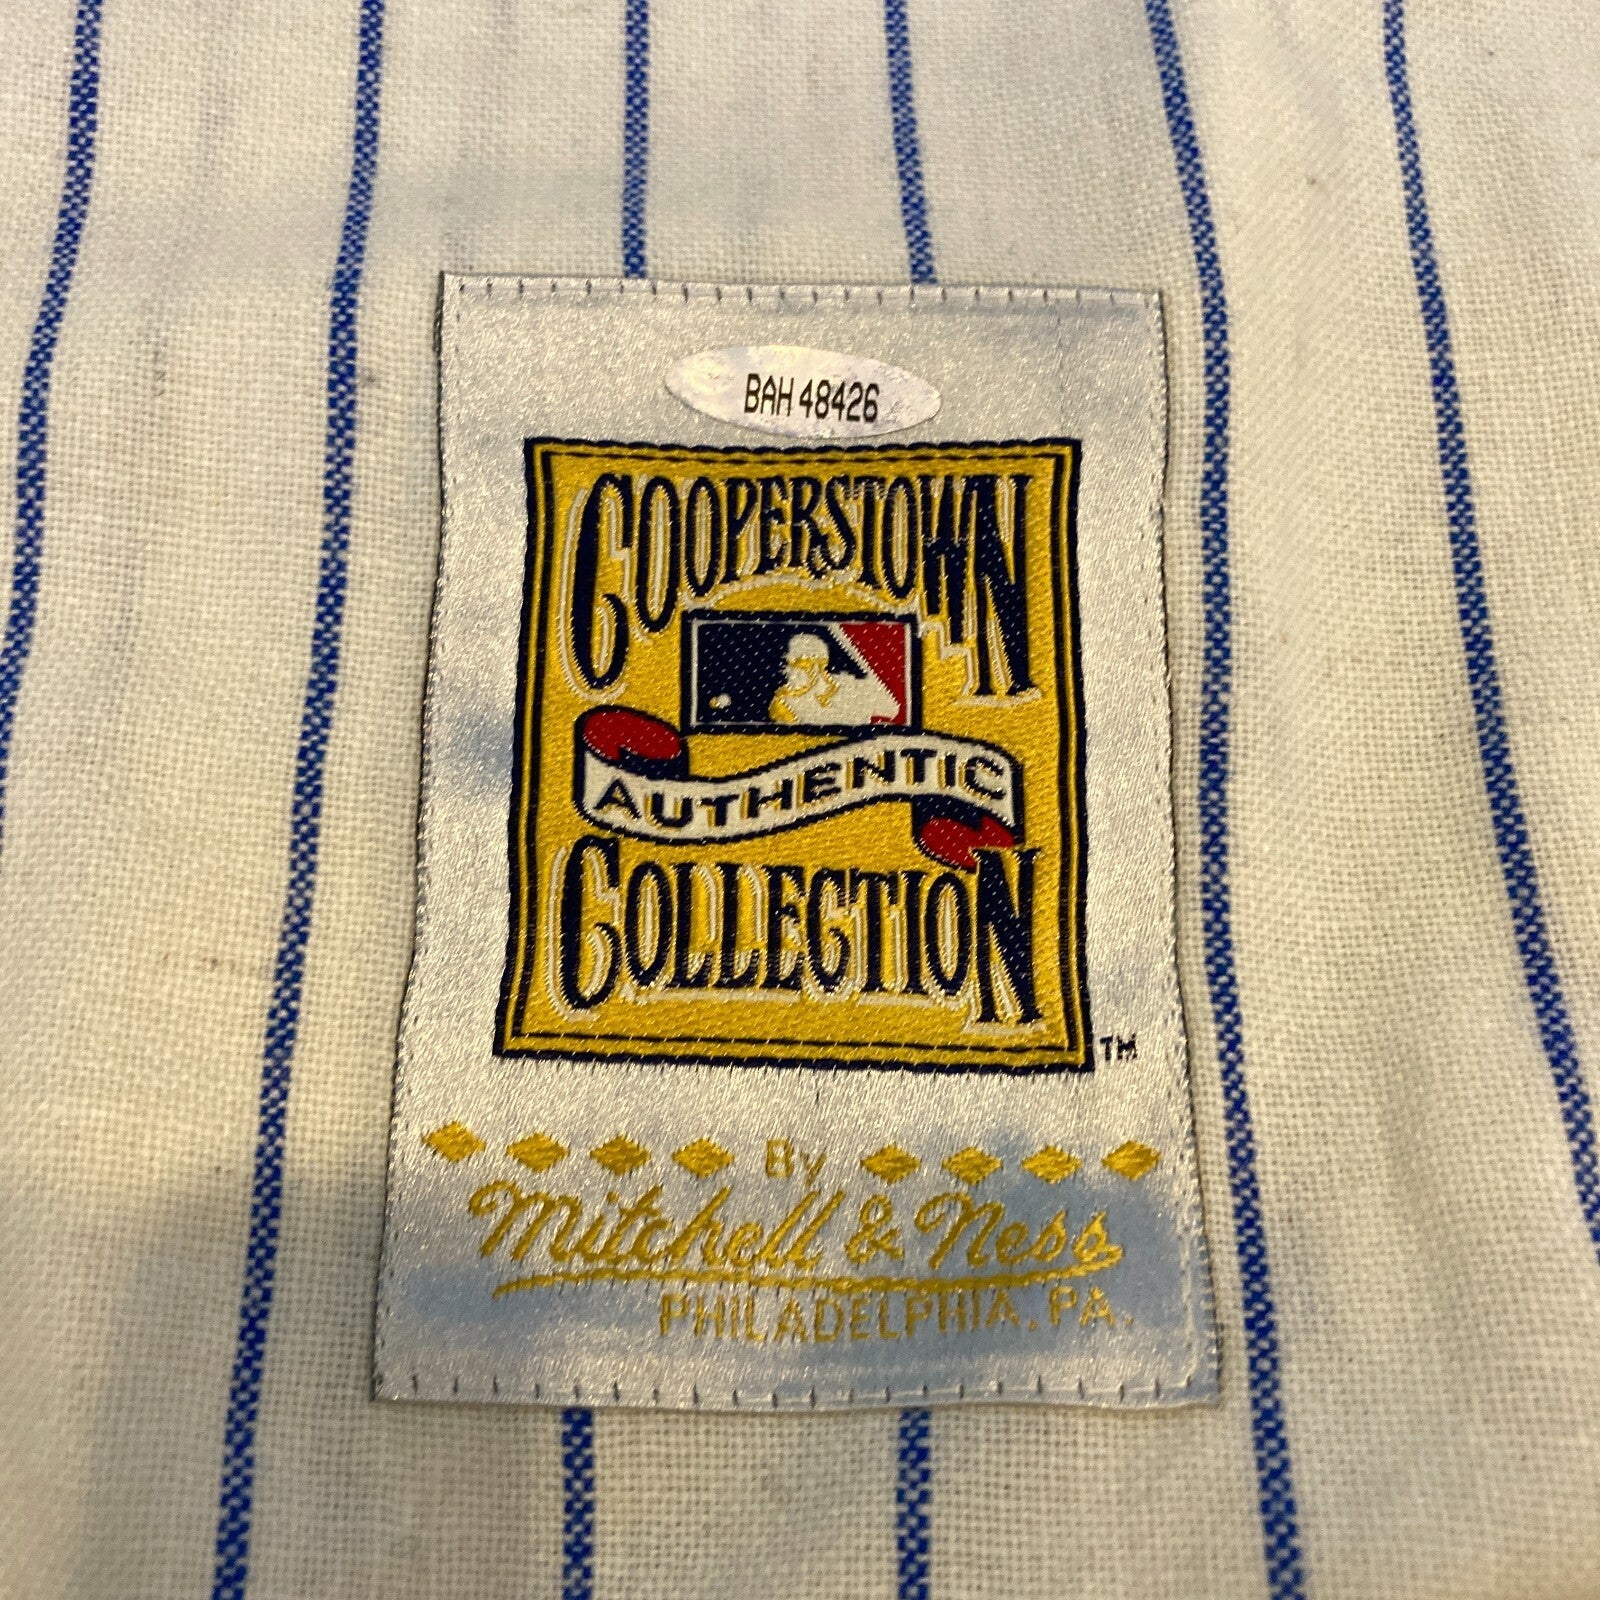 BAH 48426
COOPERSTOWN
AUTHENTIC
COLLECTION
TM
By
Mitchell & Ness
PHILADELPHIA, PA.